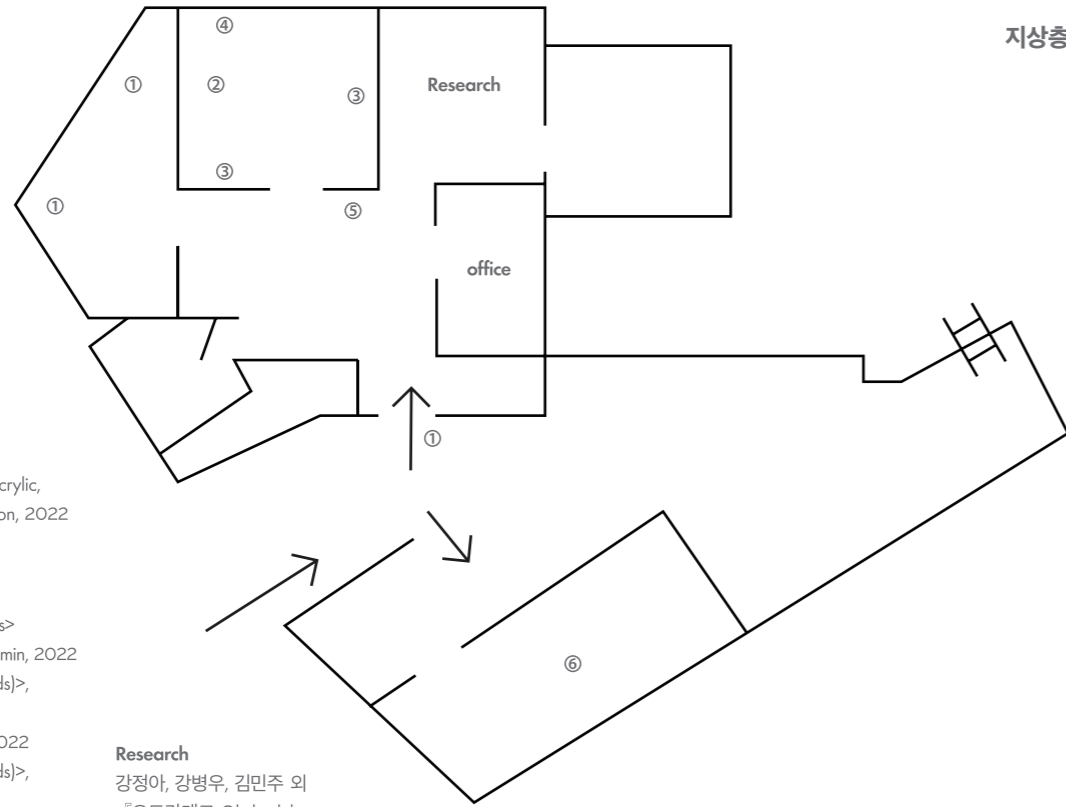 지상층
④
①
②
③
Research
③
①
⑤
office
①
crylic,
on, 2022
s>
min, 2022
ds)>,
⑥
022
ds)>,
Research
강정아, 강병우, 김민주 외